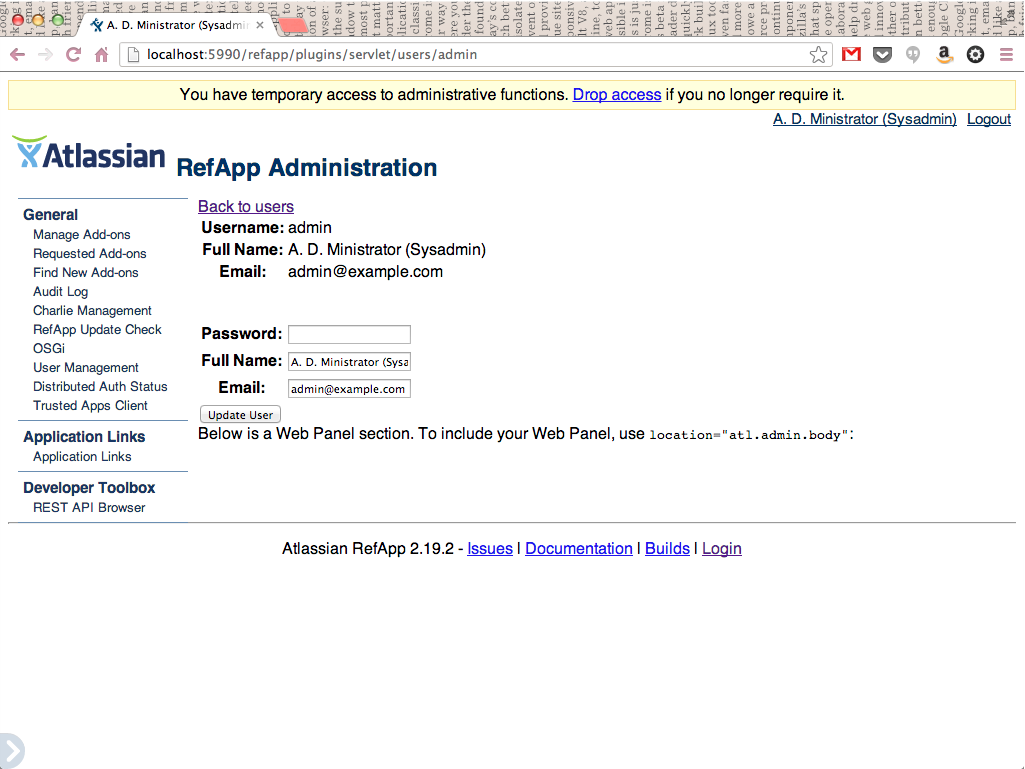 A. D. Ministrator (Sysadmin
localhost:5990/refapp/plugins/servlet/users/admin
You have temporary access to administrative functions. Drop access if you no longer require it.
A. D. Ministrator (Sysadmin) Logout
Atlassian RefApp Administration
General
Manage Add-ons
Requested Add-ons
Find New Add-ons
Audit Log
Charlie Management
RefApp Update Check
OSGi
User Management
Distributed Auth Status
Trusted Apps Client
Application Links
Application Links
Developer Toolbox
REST API Browser
Back to users
Username: admin
Full Name: A. D. Ministrator (Sysadmin)
Email: admin@example.com
Password:
Full Name: A. D. Ministrator (Sysa
Email: admin@example.com
Update User
Below is a Web Panel section. To include your Web Panel, use location="atl.admin.body":
Atlassian RefApp 2.19.2 - Issues | Documentation | Builds | Login